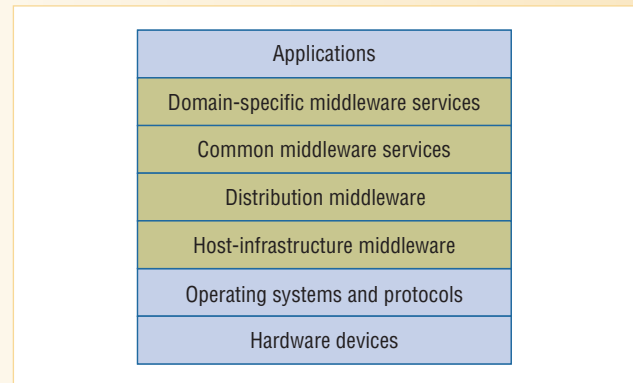 Applications
Domain-specific middleware services
Common middleware services
Distribution middleware
Host-infrastructure middleware
Operating systems and protocols
Hardware devices